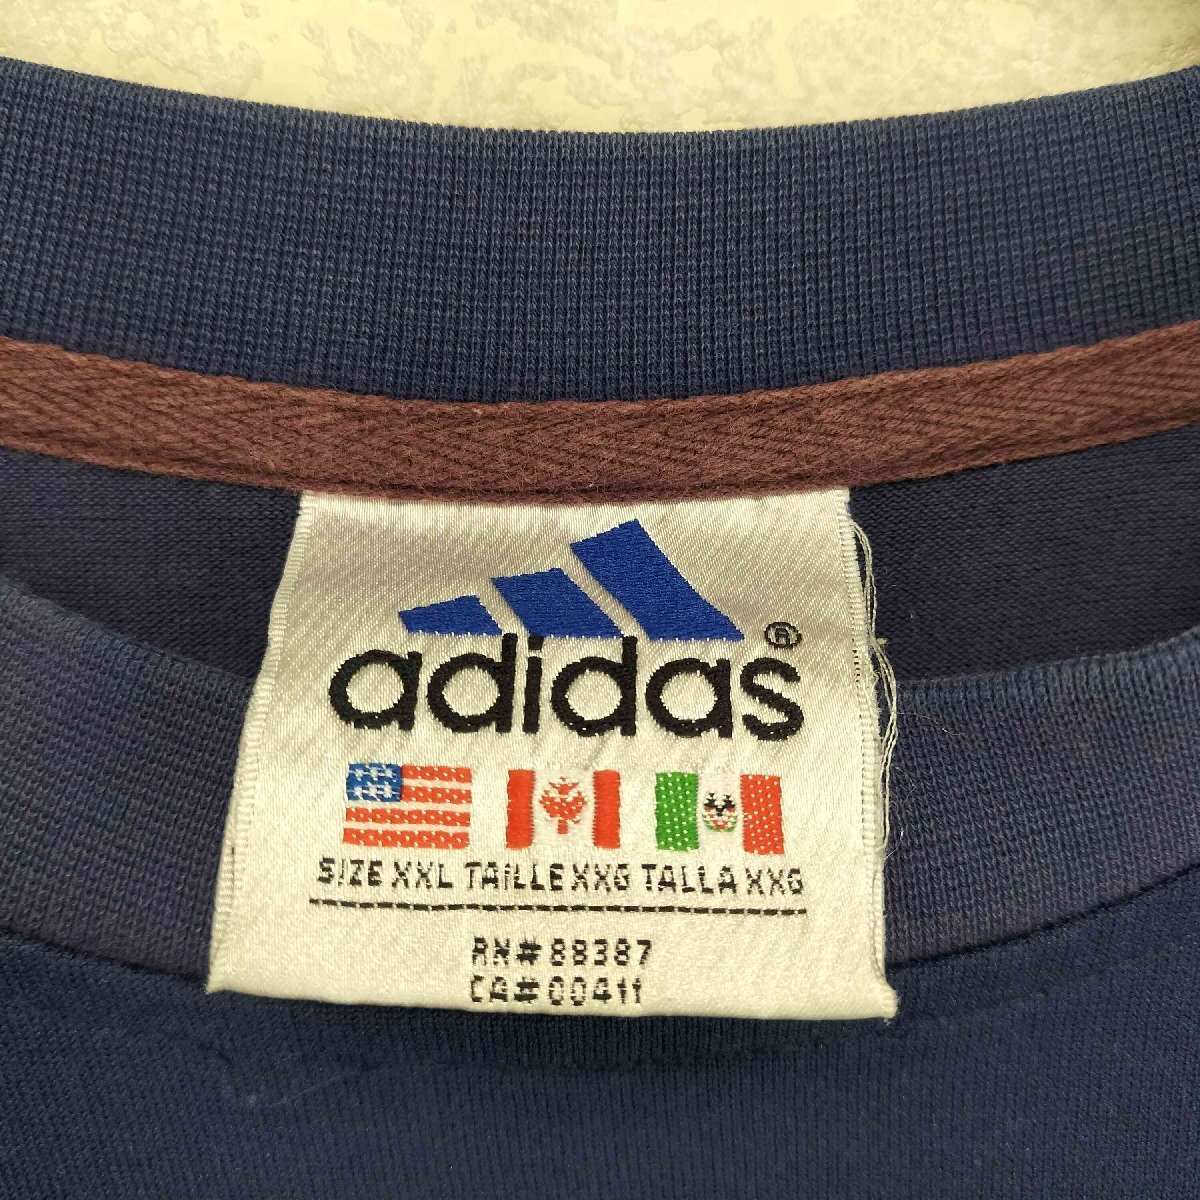 adidas®
SIZE XXL TAILLE XXG TALLA XXG
RN# 88387
CA# 00411